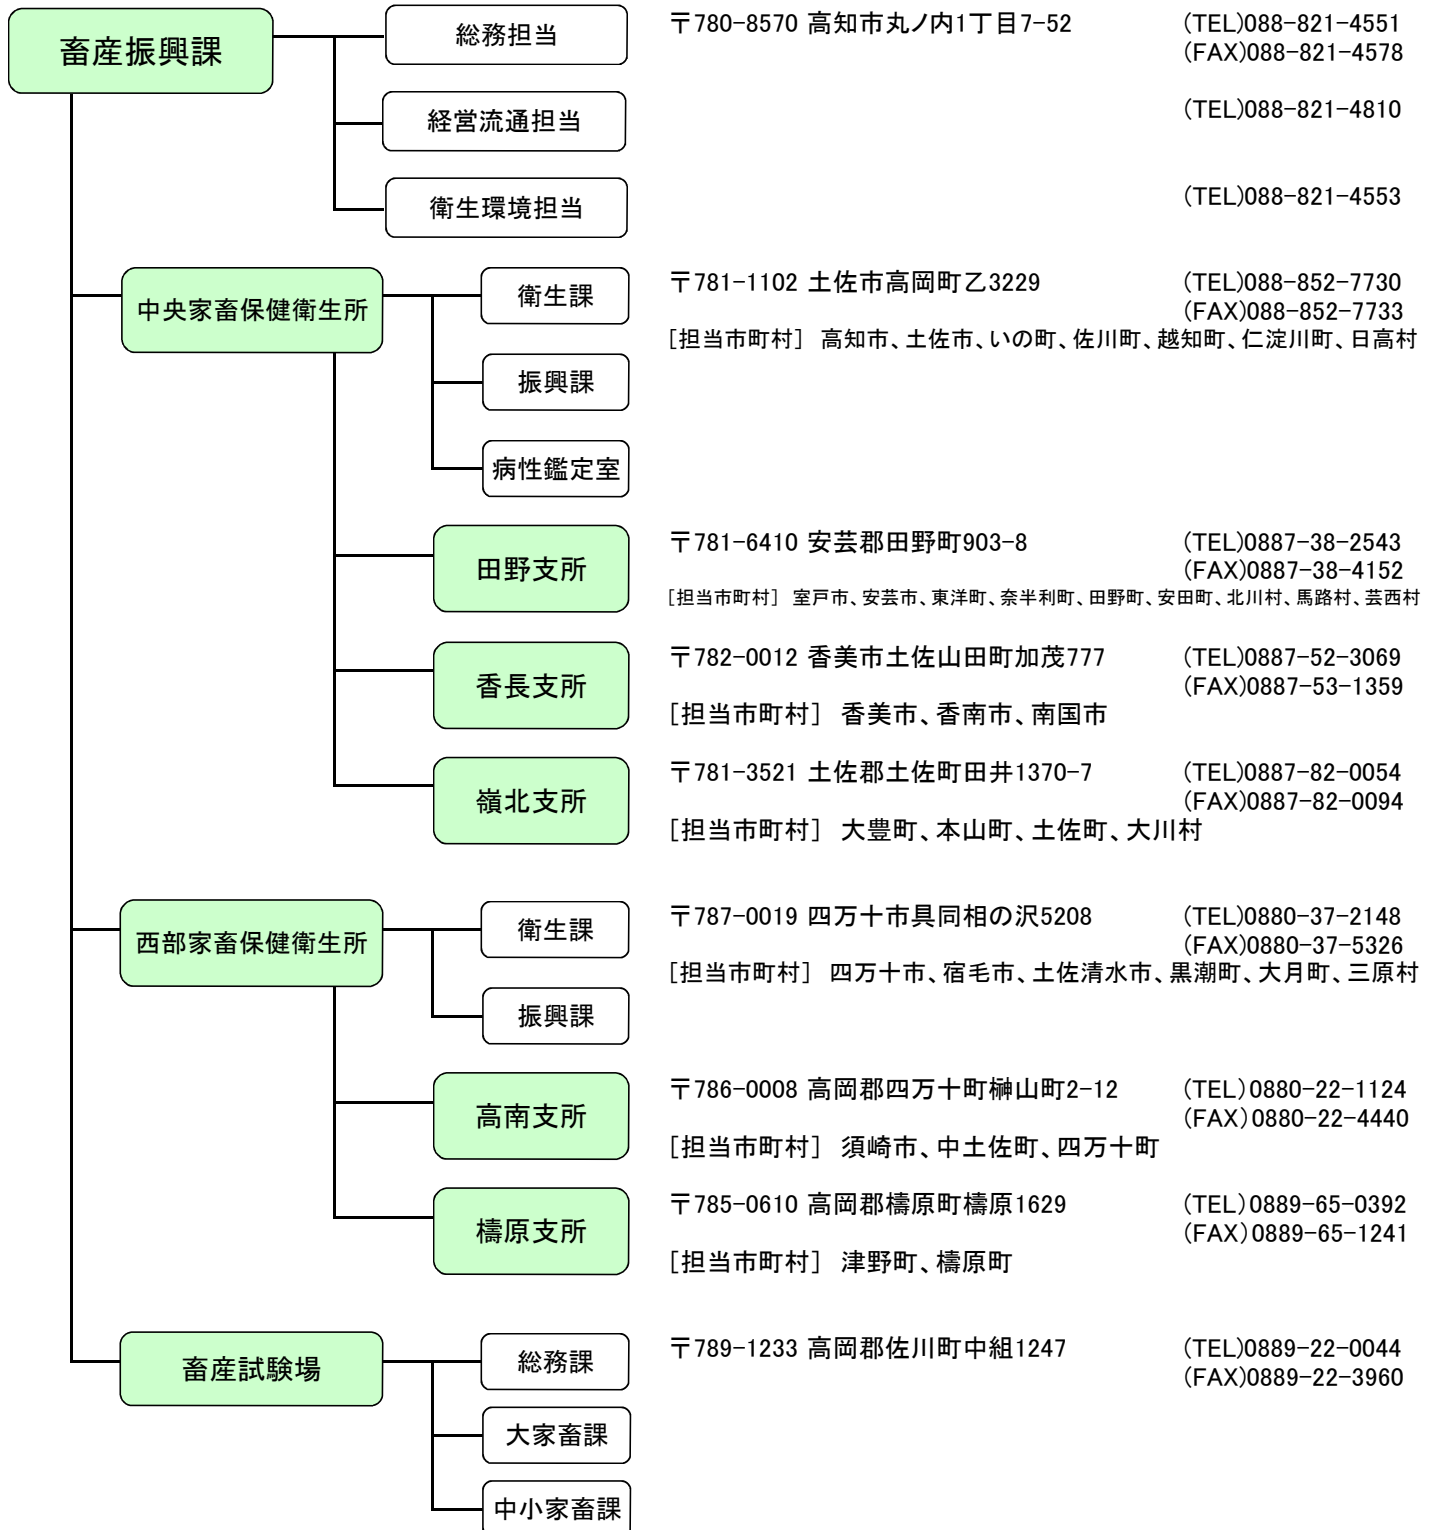 畜産振興課
総務担当
〒780-8570 高知市丸ノ内1丁目7-52
(TEL)088-821-4551
(FAX)088-821-4578
経営流通担当
(TEL)088-821-4810
衛生環境担当
(TEL)088-821-4553
中央家畜保健衛生所
衛生課
〒781-1102 土佐市高岡町乙3229
(TEL)088-852-7730
(FAX)088-852-7733
[担当市町村] 高知市、土佐市、いの町、佐川町、越知町、仁淀川町、日高村
振興課
病性鑑定室
田野支所
〒781-6410 安芸郡田野町903-8
(TEL)0887-38-2543
(FAX)0887-38-4152
[担当市町村] 室戸市、安芸市、東洋町、奈半利町、田野町、安田町、北川村、馬路村、芸西村
香長支所
〒782-0012 香美市土佐山田町加茂777
(TEL)0887-52-3069
(FAX)0887-53-1359
[担当市町村] 香美市、香南市、南国市
嶺北支所
〒781-3521 土佐郡土佐町田井1370-7
(TEL)0887-82-0054
(FAX)0887-82-0094
[担当市町村] 大豊町、本山町、土佐町、大川村
西部家畜保健衛生所
衛生課
〒787-0019 四万十市具同相の沢5208
(TEL)0880-37-2148
(FAX)0880-37-5326
[担当市町村] 四万十市、宿毛市、土佐清水市、黒潮町、大月町、三原村
振興課
高南支所
〒786-0008 高岡郡四万十町榊山町2-12
(TEL)0880-22-1124
(FAX)0880-22-4440
[担当市町村] 須崎市、中土佐町、四万十町
檮原支所
〒785-0610 高岡郡檮原町檮原1629
(TEL)0889-65-0392
(FAX)0889-65-1241
[担当市町村] 津野町、檮原町
畜産試験場
総務課
〒789-1233 高岡郡佐川町中組1247
(TEL)0889-22-0044
(FAX)0889-22-3960
大家畜課
中小家畜課